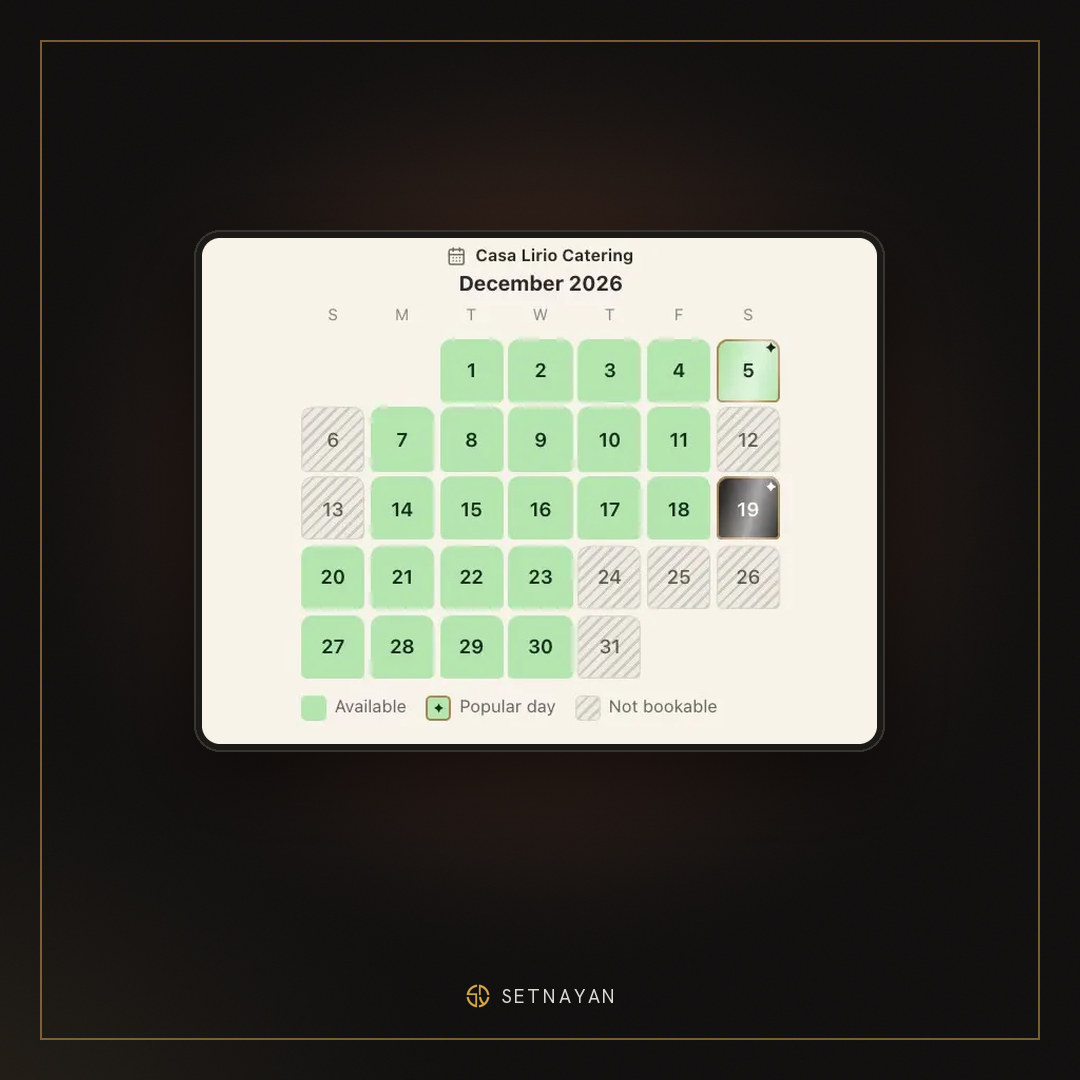 Casa Lirio Catering
December 2026
S M T W T F S
1 2 3 4 5
6 7 8 9 10 11 12
13 14 15 16 17 18 19
20 21 22 23 24 25 26
27 28 29 30 31
Available Popular day Not bookable
SETNAYAN